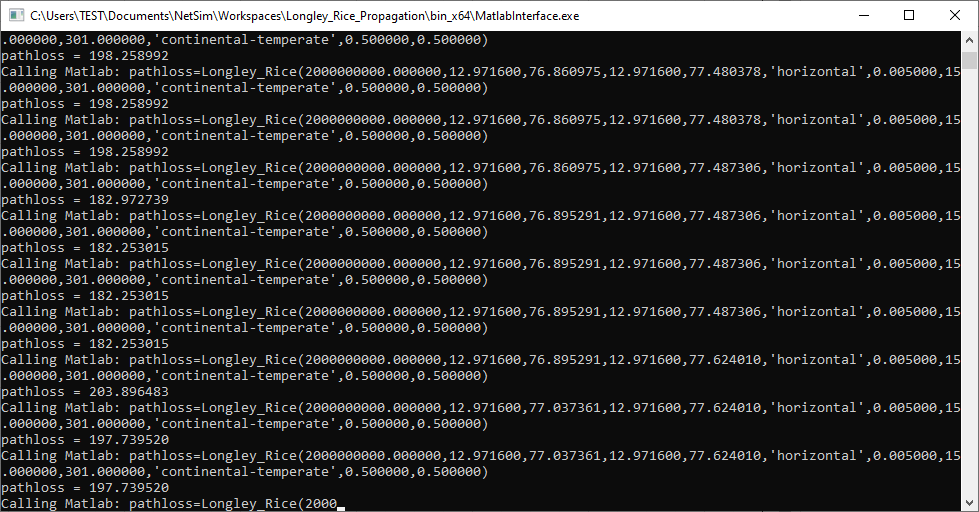 C:\Users\TEST\Documents\NetSim\Workspaces\Longley_Rice_Propagation\bin_x64\MatlabInterface.exe
.000000,301.000000,'continental-temperate',0.500000,0.500000)
pathloss = 198.258992
Calling Matlab: pathloss=Longley_Rice(2000000000.000000,12.971600,76.860975,12.971600,77.480378,'horizontal',0.005000,15
.000000,301.000000,'continental-temperate',0.500000,0.500000)
pathloss = 198.258992
Calling Matlab: pathloss=Longley_Rice(2000000000.000000,12.971600,76.860975,12.971600,77.480378,'horizontal',0.005000,15
.000000,301.000000,'continental-temperate',0.500000,0.500000)
pathloss = 198.258992
Calling Matlab: pathloss=Longley_Rice(2000000000.000000,12.971600,76.860975,12.971600,77.487306,'horizontal',0.005000,15
.000000,301.000000,'continental-temperate',0.500000,0.500000)
pathloss = 182.972739
Calling Matlab: pathloss=Longley_Rice(2000000000.000000,12.971600,76.895291,12.971600,77.487306,'horizontal',0.005000,15
.000000,301.000000,'continental-temperate',0.500000,0.500000)
pathloss = 182.253015
Calling Matlab: pathloss=Longley_Rice(2000000000.000000,12.971600,76.895291,12.971600,77.487306,'horizontal',0.005000,15
.000000,301.000000,'continental-temperate',0.500000,0.500000)
pathloss = 182.253015
Calling Matlab: pathloss=Longley_Rice(2000000000.000000,12.971600,76.895291,12.971600,77.487306,'horizontal',0.005000,15
.000000,301.000000,'continental-temperate',0.500000,0.500000)
pathloss = 182.253015
Calling Matlab: pathloss=Longley_Rice(2000000000.000000,12.971600,76.895291,12.971600,77.624010,'horizontal',0.005000,15
.000000,301.000000,'continental-temperate',0.500000,0.500000)
pathloss = 203.896483
Calling Matlab: pathloss=Longley_Rice(2000000000.000000,12.971600,77.037361,12.971600,77.624010,'horizontal',0.005000,15
.000000,301.000000,'continental-temperate',0.500000,0.500000)
pathloss = 197.739520
Calling Matlab: pathloss=Longley_Rice(2000000000.000000,12.971600,77.037361,12.971600,77.624010,'horizontal',0.005000,15
.000000,301.000000,'continental-temperate',0.500000,0.500000)
pathloss = 197.739520
Calling Matlab: pathloss=Longley_Rice(2000